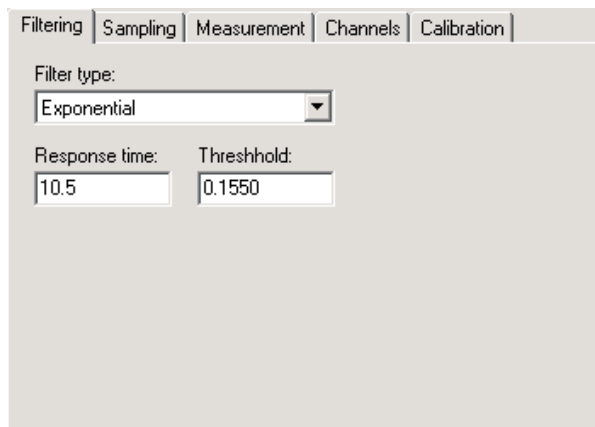 Filtering Sampling Measurement Channels Calibration
Filter type:
Exponential
Response time: Threshhold:
10.5 0.1550